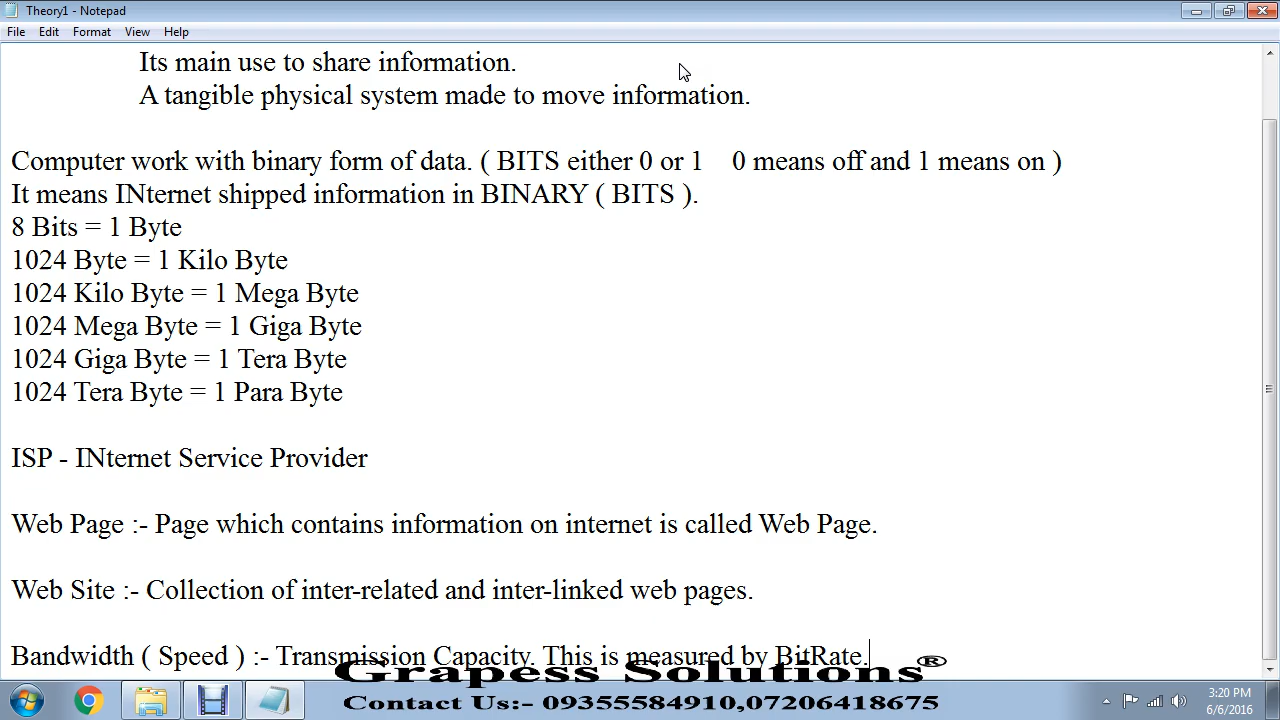 Theory1 - Notepad
File Edit Format View Help
Its main use to share information.
A tangible physical system made to move information.
Computer work with binary form of data. ( BITS either 0 or 1 0 means off and 1 means on )
It means INternet shipped information in BINARY ( BITS ).
8 Bits = 1 Byte
1024 Byte = 1 Kilo Byte
1024 Kilo Byte = 1 Mega Byte
1024 Mega Byte = 1 Giga Byte
1024 Giga Byte = 1 Tera Byte
1024 Tera Byte = 1 Para Byte
ISP - INternet Service Provider
Web Page :- Page which contains information on internet is called Web Page.
Web Site :- Collection of inter-related and inter-linked web pages.
Bandwidth ( Speed ) :- Transmission Capacity. This is measured by BitRate.
Grapess Solutions®
Contact Us:- 09355584910,07206418675
3:20 PM
6/6/2016